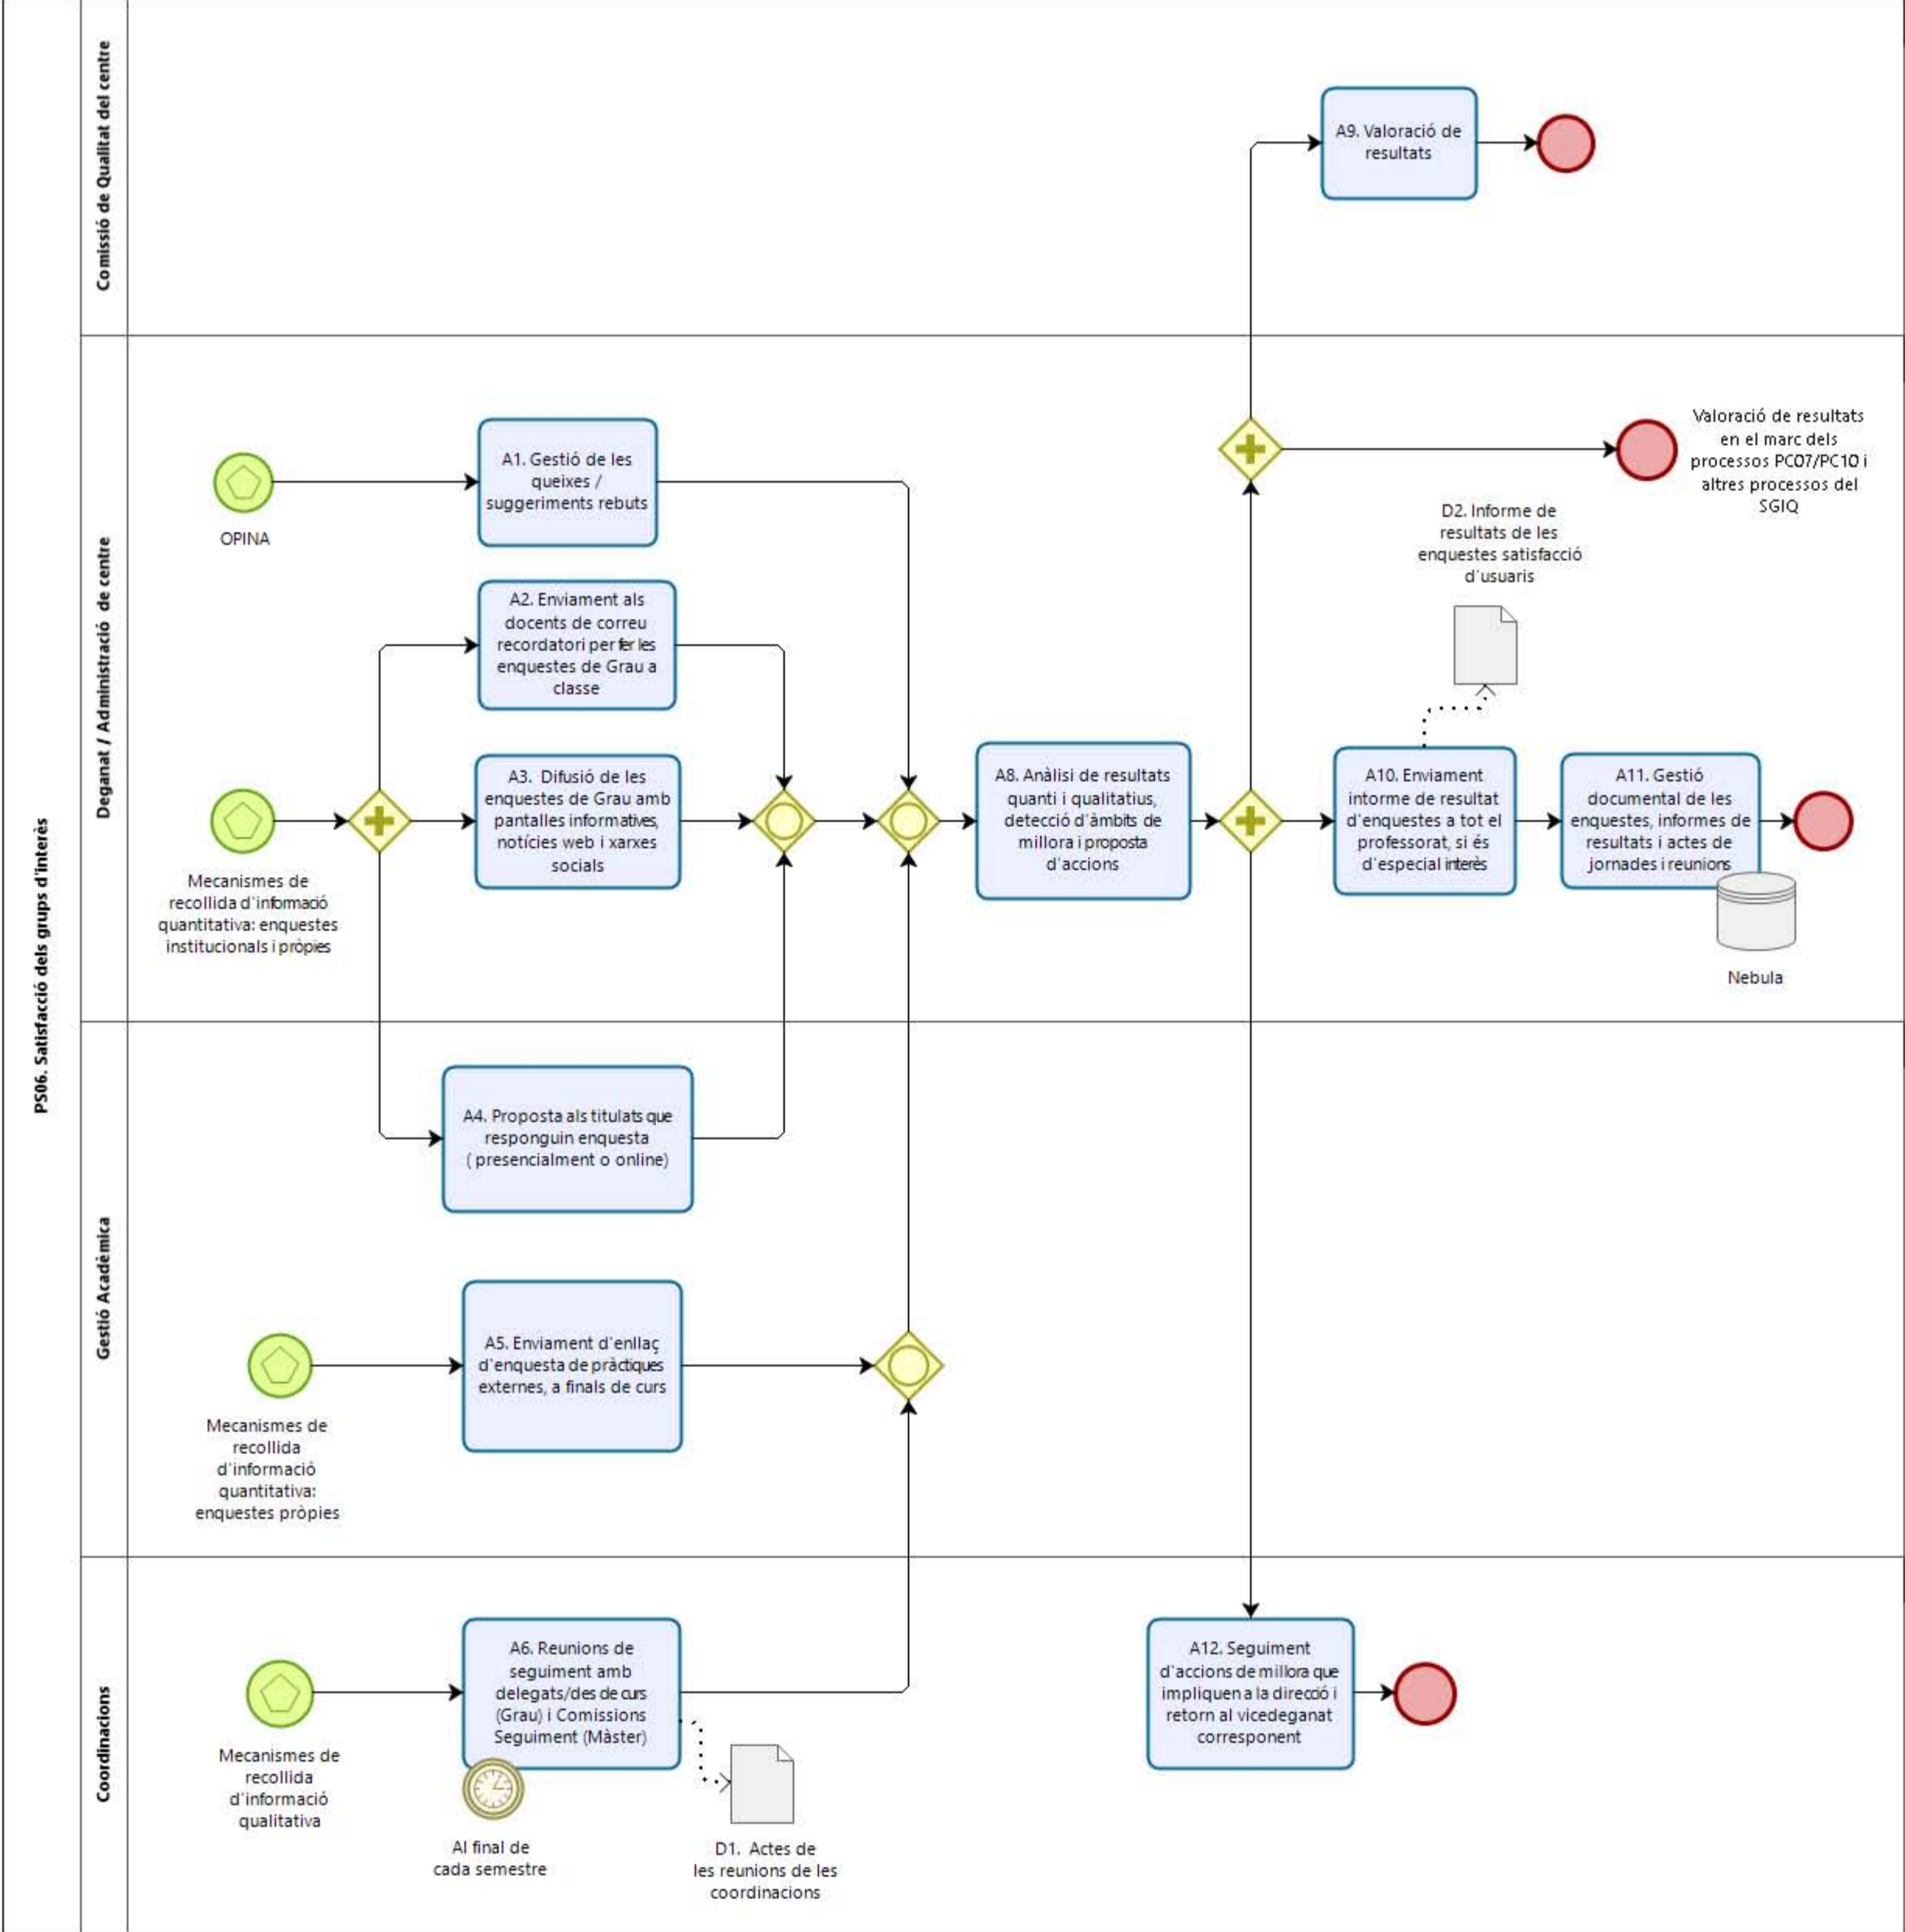 PS06. Satisfacció dels grups d'interès
Comissió de Qualitat del centre
A9. Valoració de
resultats
Deganat / Administració de centre
OPINA
A1. Gestió de les
queixes /
suggeriments rebuts
A2. Enviament als
docents de correu
recordatori per fer les
enquestes de Grau a
classe
Mecanismes de
recollida d'informació
quantitativa: enquestes
institucionals i pròpies
A3. Difusió de les
enquestes de Grau amb
pantalles informatives,
notícies web i xarxes
socials
A8. Anàlisi de resultats
quanti i qualitatius,
detecció d'àmbits de
millora i proposta
d'accions
Valoració de resultats
en el marc dels
processos PC07/PC10 i
altres processos del
SGIQ
D2. Informe de
resultats de les
enquestes satisfacció
d'usuaris
A10. Enviament
informe de resultat
d'enquestes a tot el
professorat, si és
d'especial interès
A11. Gestió
documental de les
enquestes, informes de
resultats i actes de
jornades i reunions
Nebula
Gestió Acadèmica
A4. Proposta als titulats que
responguin enquesta
( presencialment o online)
Mecanismes de
recollida
d'informació
quantitativa:
enquestes pròpies
A5. Enviament d'enllaç
d'enquesta de pràctiques
externes, a finals de curs
Coordinacions
Mecanismes de
recollida
d'informació
qualitativa
A6. Reunions de
seguiment amb
delegats/des de curs
(Grau) i Comissions
Seguiment (Màster)
Al final de
cada semestre
D1. Actes de
les reunions de les
coordinacions
A12. Seguiment
d'accions de millora que
impliquen a la direcció i
retorn al vicedeganat
corresponent